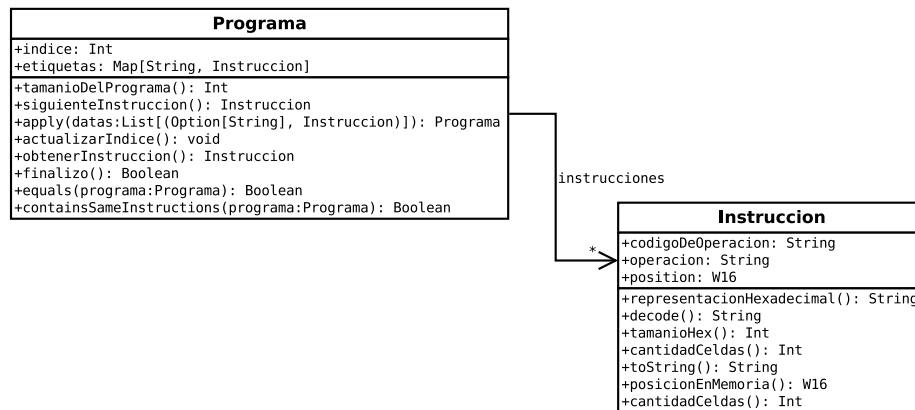 Programa
+indice: Int
+etiquetas: Map[String, Instruccion]
+tamanioDelPrograma(): Int
+siguienteInstruccion(): Instruccion
+apply(datas:List[(Option[String], Instruccion)]): Programa
+actualizarIndice(): void
+obtenerInstruccion(): Instruccion
+finalizo(): Boolean
+equals(programa:Programa): Boolean
+containsSameInstructions(programa:Programa): Boolean
instrucciones
*
Instruccion
+codigoDeOperacion: String
+operacion: String
+position: W16
+representacionHexadecimal(): String
+decode(): String
+tamanioHex(): Int
+cantidadCeldas(): Int
+toString(): String
+posicionEnMemoria(): W16
+cantidadCeldas(): Int